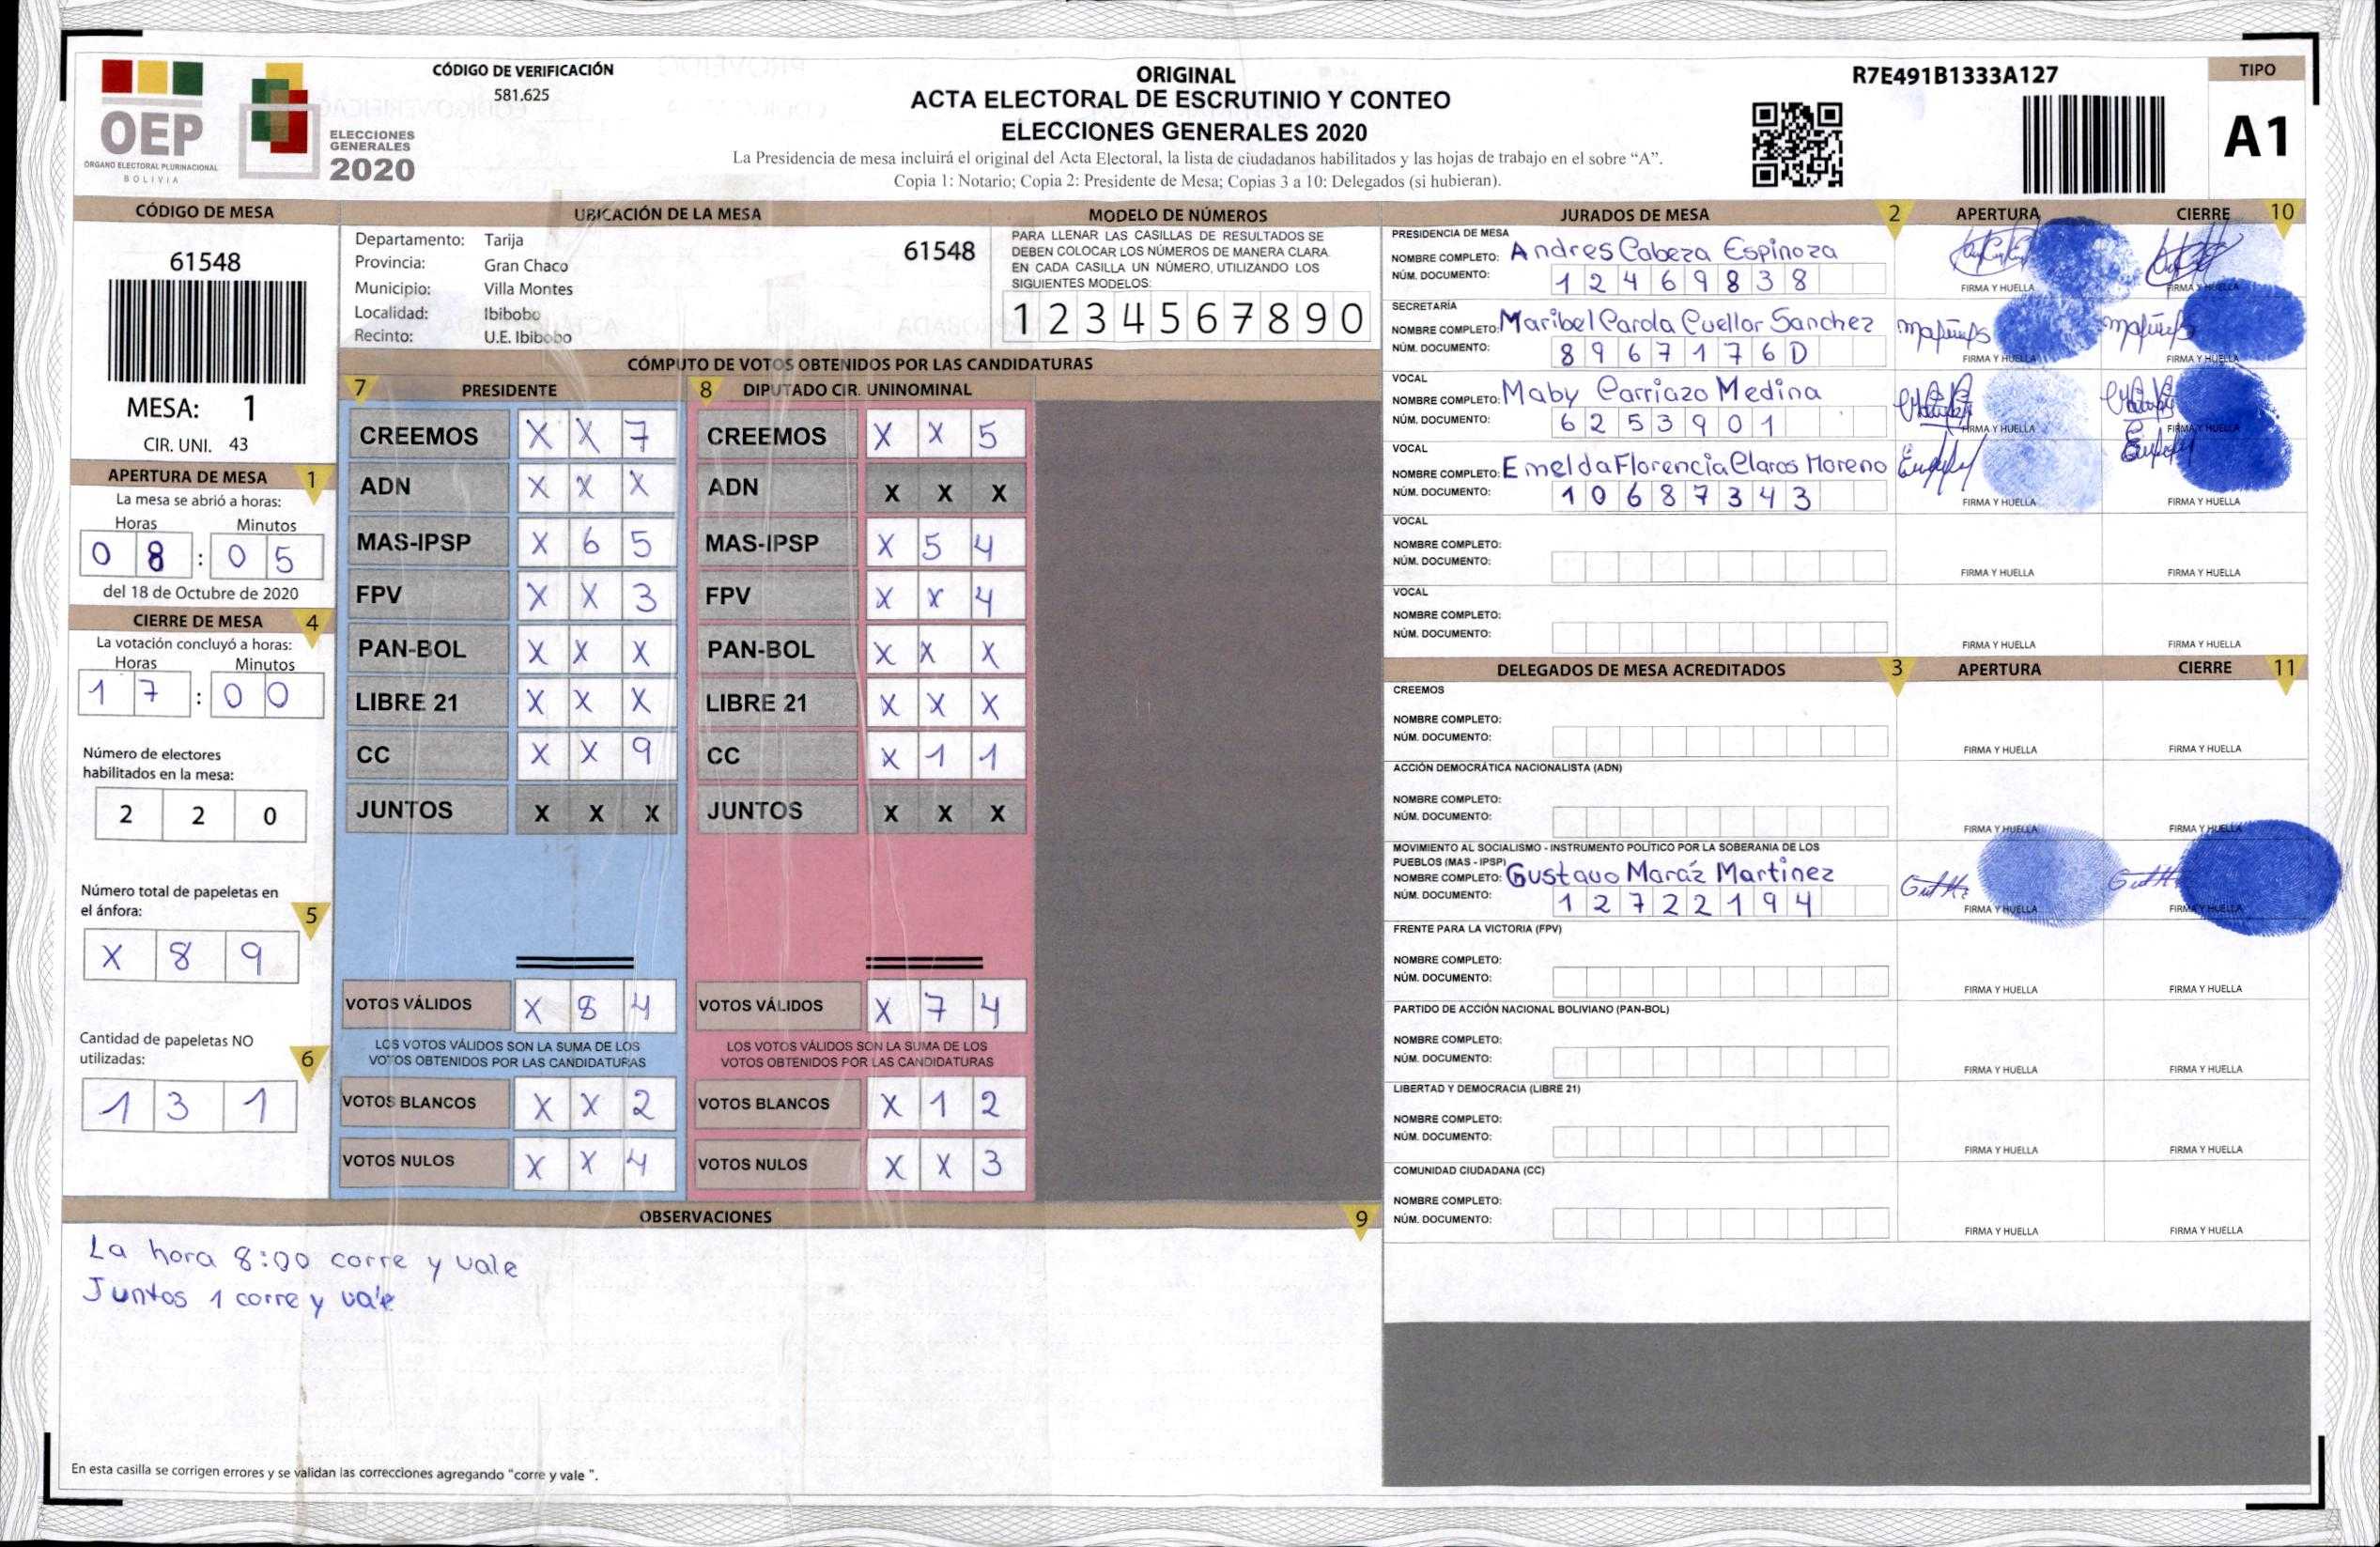 OEP
ÓRGANO ELECTORAL PLURINACIONAL
BOLIVIA
ELECCIONES
GENERALES
2020
CÓDIGO DE VERIFICACIÓN
581.625
ORIGINAL
ACTA ELECTORAL DE ESCRUTINIO Y CONTEO
ELECCIONES GENERALES 2020
La Presidencia de mesa incluirá el original del Acta Electoral, la lista de ciudadanos habilitados y las hojas de trabajo en el sobre “A”.
Copia 1: Notario; Copia 2: Presidente de Mesa; Copias 3 a 10: Delegados (si hubieran).
R7E491B1333A127
TIPO
A1
CÓDIGO DE MESA
61548
MESA: 1
CIR. UNI. 43
APERTURA DE MESA 1
La mesa se abrió a horas:
Horas Minutos
0 8 : 0 5
del 18 de Octubre de 2020
CIERRE DE MESA 4
La votación concluyó a horas:
Horas Minutos
1 7 : 0 0
Número de electores
habilitados en la mesa:
2 2 0
Número total de papeletas en
el ánfora: 5
X 8 9
Cantidad de papeletas NO
utilizadas: 6
1 3 1
UBICACIÓN DE LA MESA
Departamento: Tarija
Provincia: Gran Chaco
Municipio: Villa Montes
Localidad: Ibibobo
Recinto: U.E. Ibibobo
61548
MODELO DE NÚMEROS
PARA LLENAR LAS CASILLAS DE RESULTADOS SE
DEBEN COLOCAR LOS NÚMEROS DE MANERA CLARA
EN CADA CASILLA UN NÚMERO, UTILIZANDO LOS
SIGUIENTES MODELOS:
1 2 3 4 5 6 7 8 9 0
CÓMPUTO DE VOTOS OBTENIDOS POR LAS CANDIDATURAS
7 PRESIDENTE
CREEMOS X X 7
ADN X X X
MAS-IPSP X 6 5
FPV X X 3
PAN-BOL X X X
LIBRE 21 X X X
CC X X 9
JUNTOS X X X
VOTOS VÁLIDOS X 8 4
LOS VOTOS VÁLIDOS SON LA SUMA DE LOS
VOTOS OBTENIDOS POR LAS CANDIDATURAS
VOTOS BLANCOS X X 2
VOTOS NULOS X X 4
8 DIPUTADO CIR. UNINOMINAL
CREEMOS X X 5
ADN X X X
MAS-IPSP X 5 4
FPV X X 4
PAN-BOL X X X
LIBRE 21 X X X
CC X 1 1
JUNTOS X X X
VOTOS VÁLIDOS X 7 4
LOS VOTOS VÁLIDOS SON LA SUMA DE LOS
VOTOS OBTENIDOS POR LAS CANDIDATURAS
VOTOS BLANCOS X 1 2
VOTOS NULOS X X 3
OBSERVACIONES 9
La hora 8:00 corre y vale
Juntos 1 corre y vale
En esta casilla se corrigen errores y se validan las correcciones agregando “corre y vale ”.
JURADOS DE MESA 2 APERTURA CIERRE 10
PRESIDENCIA DE MESA
NOMBRE COMPLETO: Andres Cabeza Espinoza
NÚM. DOCUMENTO: 1 2 4 6 9 8 3 8
FIRMA Y HUELLA FIRMA Y HUELLA
SECRETARÍA
NOMBRE COMPLETO: Maribel Carola Cuellar Sanchez
NÚM. DOCUMENTO: 8 9 6 7 1 7 6 D
FIRMA Y HUELLA FIRMA Y HUELLA
VOCAL
NOMBRE COMPLETO: Maby Carriazo Medina
NÚM. DOCUMENTO: 6 2 5 3 9 0 1
FIRMA Y HUELLA FIRMA Y HUELLA
VOCAL
NOMBRE COMPLETO: Emelda Florencia Claros Moreno
NÚM. DOCUMENTO: 1 0 6 8 7 3 4 3
FIRMA Y HUELLA FIRMA Y HUELLA
VOCAL
NOMBRE COMPLETO:
NÚM. DOCUMENTO:
FIRMA Y HUELLA FIRMA Y HUELLA
VOCAL
NOMBRE COMPLETO:
NÚM. DOCUMENTO:
FIRMA Y HUELLA FIRMA Y HUELLA
DELEGADOS DE MESA ACREDITADOS 3 APERTURA CIERRE 11
CREEMOS
NOMBRE COMPLETO:
NÚM. DOCUMENTO:
FIRMA Y HUELLA FIRMA Y HUELLA
ACCIÓN DEMOCRÁTICA NACIONALISTA (ADN)
NOMBRE COMPLETO:
NÚM. DOCUMENTO:
FIRMA Y HUELLA FIRMA Y HUELLA
MOVIMIENTO AL SOCIALISMO - INSTRUMENTO POLÍTICO POR LA SOBERANIA DE LOS
PUEBLOS (MAS - IPSP)
NOMBRE COMPLETO: Gustavo Maráz Martinez
NÚM. DOCUMENTO: 1 2 7 2 2 1 9 4
FIRMA Y HUELLA FIRMA Y HUELLA
FRENTE PARA LA VICTORIA (FPV)
NOMBRE COMPLETO:
NÚM. DOCUMENTO:
FIRMA Y HUELLA FIRMA Y HUELLA
PARTIDO DE ACCIÓN NACIONAL BOLIVIANO (PAN-BOL)
NOMBRE COMPLETO:
NÚM. DOCUMENTO:
FIRMA Y HUELLA FIRMA Y HUELLA
LIBERTAD Y DEMOCRACIA (LIBRE 21)
NOMBRE COMPLETO:
NÚM. DOCUMENTO:
FIRMA Y HUELLA FIRMA Y HUELLA
COMUNIDAD CIUDADANA (CC)
NOMBRE COMPLETO:
NÚM. DOCUMENTO:
FIRMA Y HUELLA FIRMA Y HUELLA